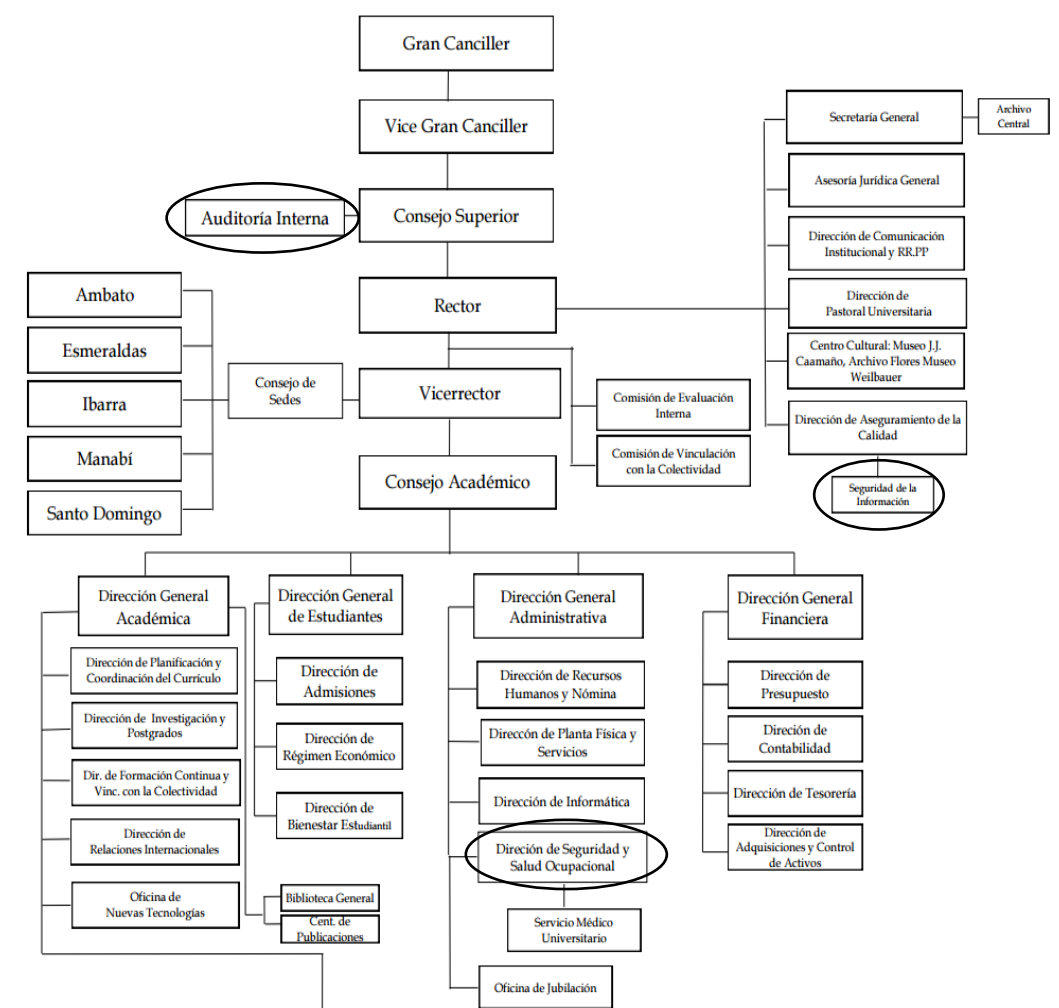 Gran Canciller
Vice Gran Canciller
Auditoría Interna
Consejo Superior
Rector
Secretaría General
Archivo
Central
Asesoría Jurídica General
Dirección de Comunicación
Institucional y RR.PP
Dirección de
Pastoral Universitaria
Centro Cultural: Museo J.J.
Caamaño, Archivo Flores Museo
Weilbauer
Dirección de Aseguramiento de la
Calidad
Seguridad de la
Información
Ambato
Esmeraldas
Ibarra
Manabí
Santo Domingo
Consejo de
Sedes
Vicerrector
Comisión de Evaluación
Interna
Comisión de Vinculación
con la Colectividad
Consejo Académico
Dirección General
Académica
Dirección de Planificación y
Coordinación del Currículo
Dirección de Investigación y
Postgrados
Dir. de Formación Continua y
Vinc. con la Colectividad
Dirección de
Relaciones Internacionales
Oficina de
Nuevas Tecnologías
Biblioteca General
Cent. de
Publicaciones
Dirección General
de Estudiantes
Dirección de
Admisiones
Dirección de
Régimen Económico
Dirección de
Bienestar Estudiantil
Dirección General
Administrativa
Dirección de Recursos
Humanos y Nómina
Direccón de Planta Física y
Servicios
Dirección de Informática
Direción de Seguridad y
Salud Ocupacional
Servicio Médico
Universitario
Oficina de Jubilación
Dirección General
Financiera
Dirección de
Presupuesto
Direción de
Contabilidad
Dirección de Tesorería
Dirección de
Adquisiciones y Control
de Activos